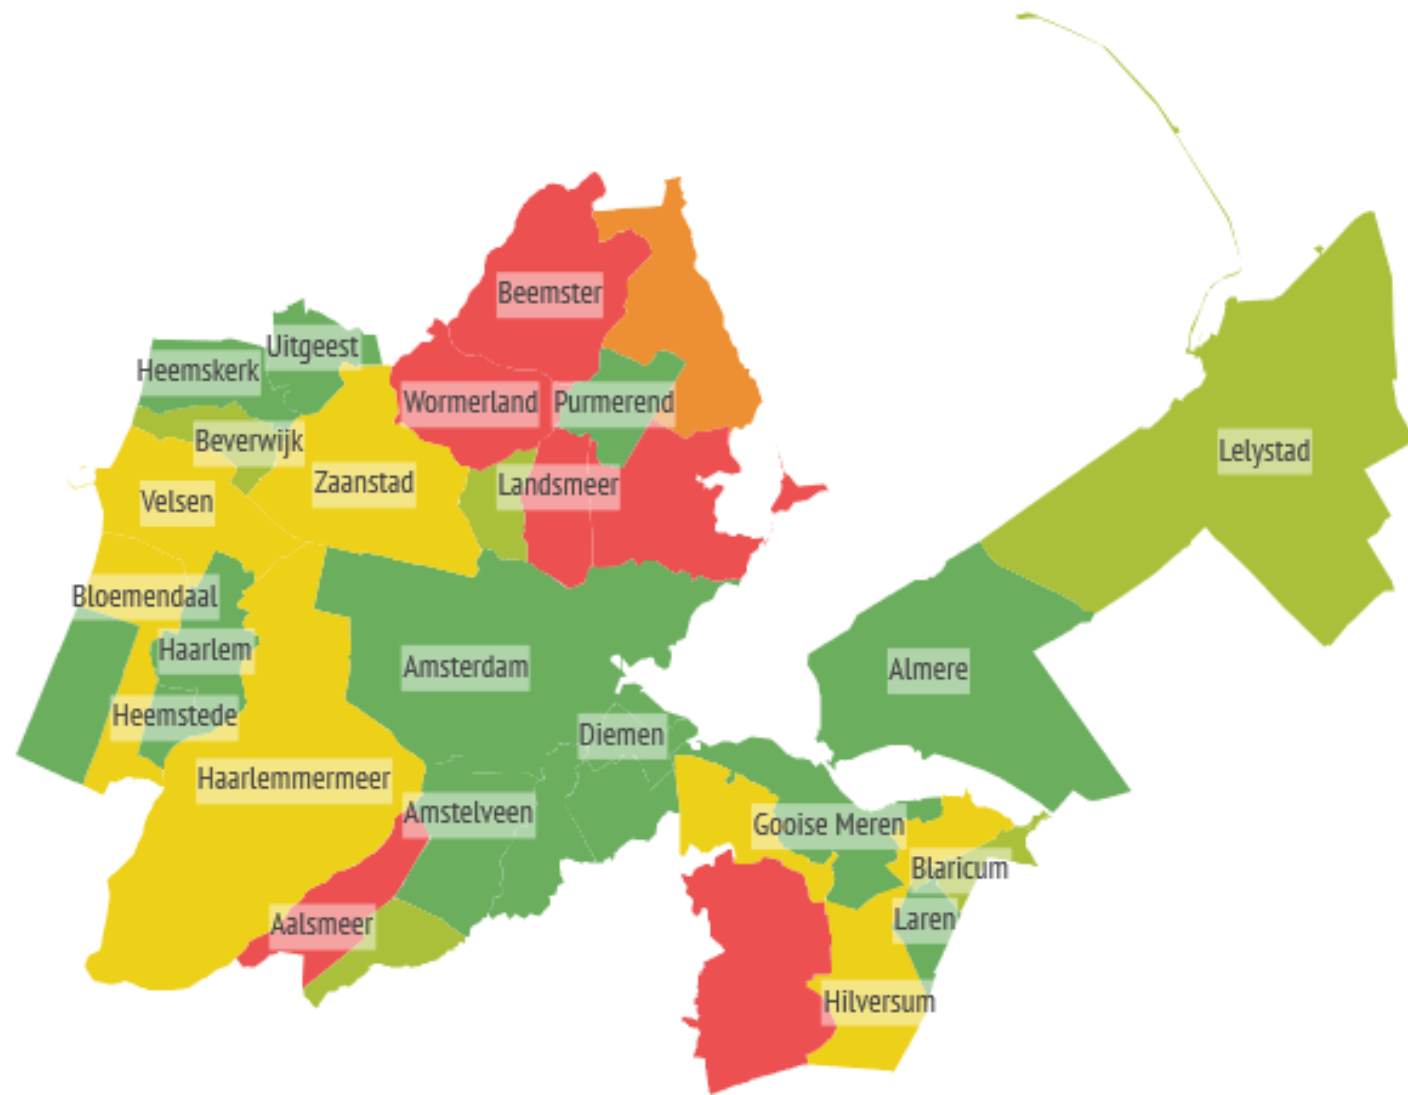 Beemster
Uitgeest
Heemskerk
Wormerland
Purmerend
Beverwijk
Lelystad
Zaanstad
Landsmeer
Velsen
Bloemendaal
Haarlem
Amsterdam
Almere
Heemstede
Diemen
Haarlemmermeer
Amstelveen
Gooise Meren
Blaricum
Laren
Aalsmeer
Hilversum